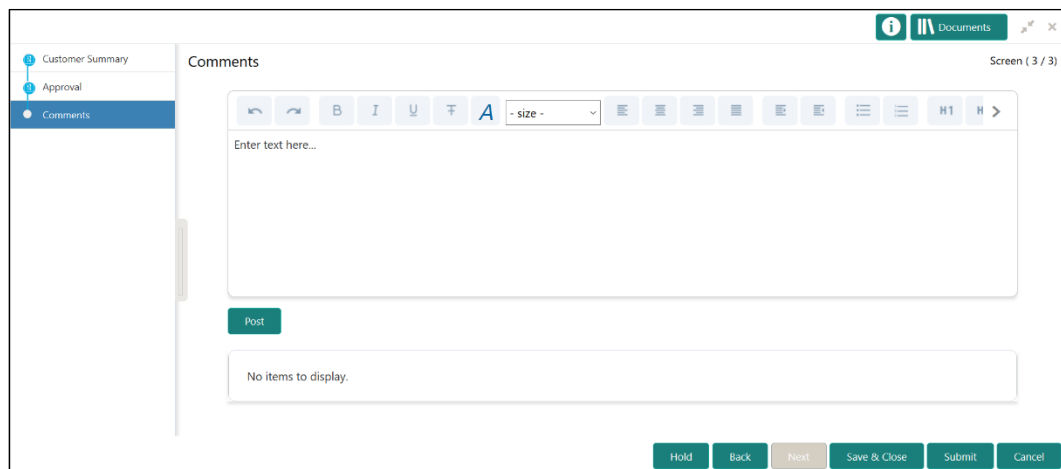 Documents
Customer Summary
Approval
Comments
Comments
Screen ( 3 / 3)
B I U T A - size - H1 H
Enter text here...
Post
No items to display.
Hold Back Next Save & Close Submit Cancel